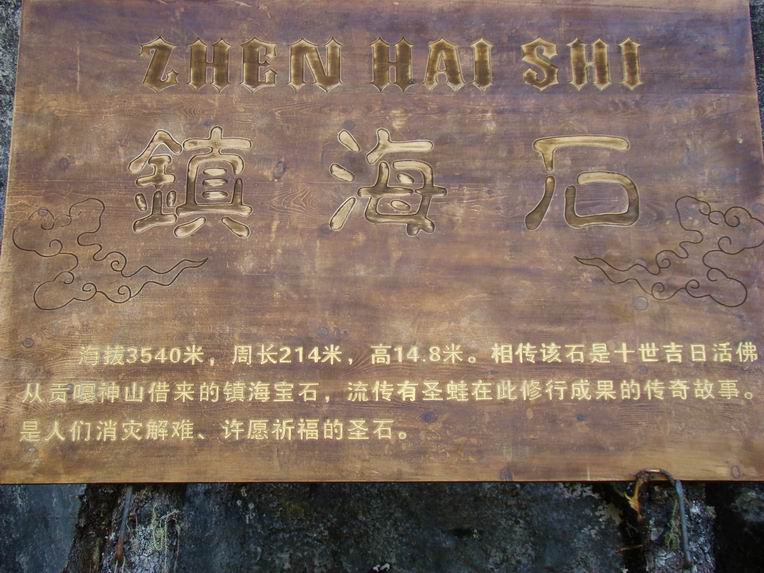 ZHEN HAI SHI
鎮海石
海拔3540米，周长214米，高14.8米。相传该石是十世吉日活佛
从贡嘎神山借来的镇海宝石，流传有圣蛙在此修行成果的传奇故事。
是人们消灾解难、许愿祈福的圣石。